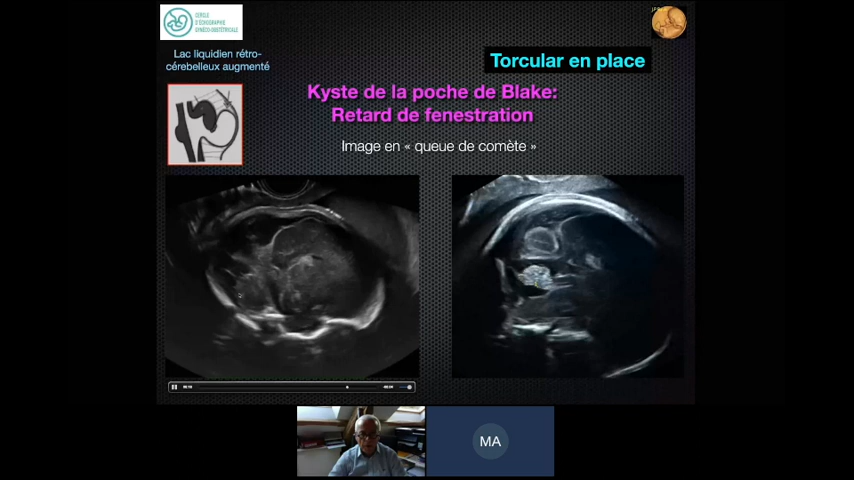 CERCLE
D'ÉCHOGRAPHIE
GYNÉCO-OBSTÉTRICALE
Lac liquidien rétro-
cérébelleux augmenté
Torcular en place
Kyste de la poche de Blake:
Retard de fenestration
Image en « queue de comète »
MA